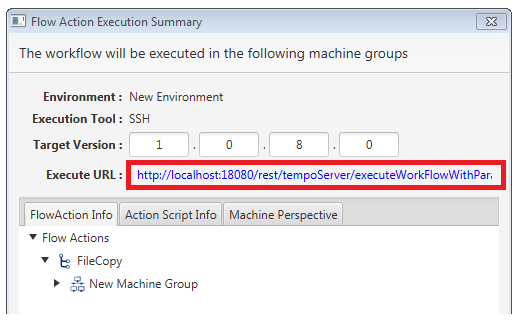 Flow Action Execution Summary
The workflow will be executed in the following machine groups
Environment : New Environment
Execution Tool : SSH
Target Version : 1 . 0 . 8 . 0
Execute URL : http://localhost:18080/rest/tempoServer/executeWorkFlowWithPara
FlowAction Info Action Script Info Machine Perspective
Flow Actions
FileCopy
New Machine Group